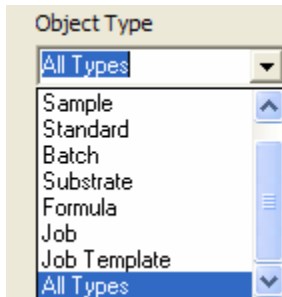 Object Type
All Types
Sample
Standard
Batch
Substrate
Formula
Job
Job Template
All Types